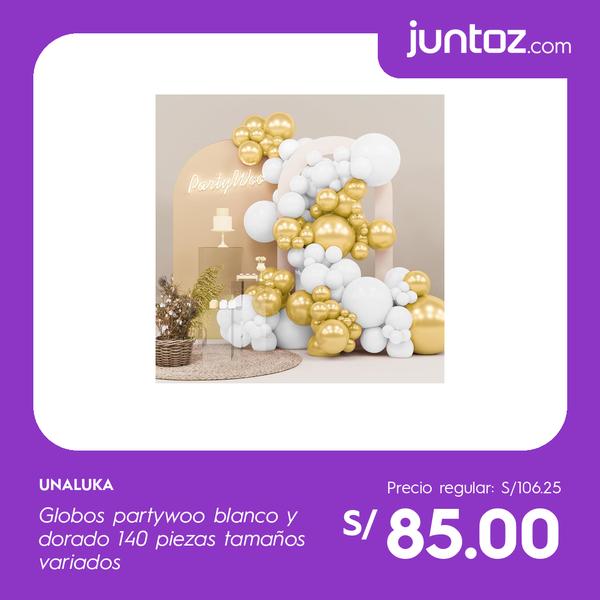 juntoz.com
PartyWoo
UNALUKA
Globos partywoo blanco y
dorado 140 piezas tamaños
variados
Precio regular: S/106.25
S/ 85.00